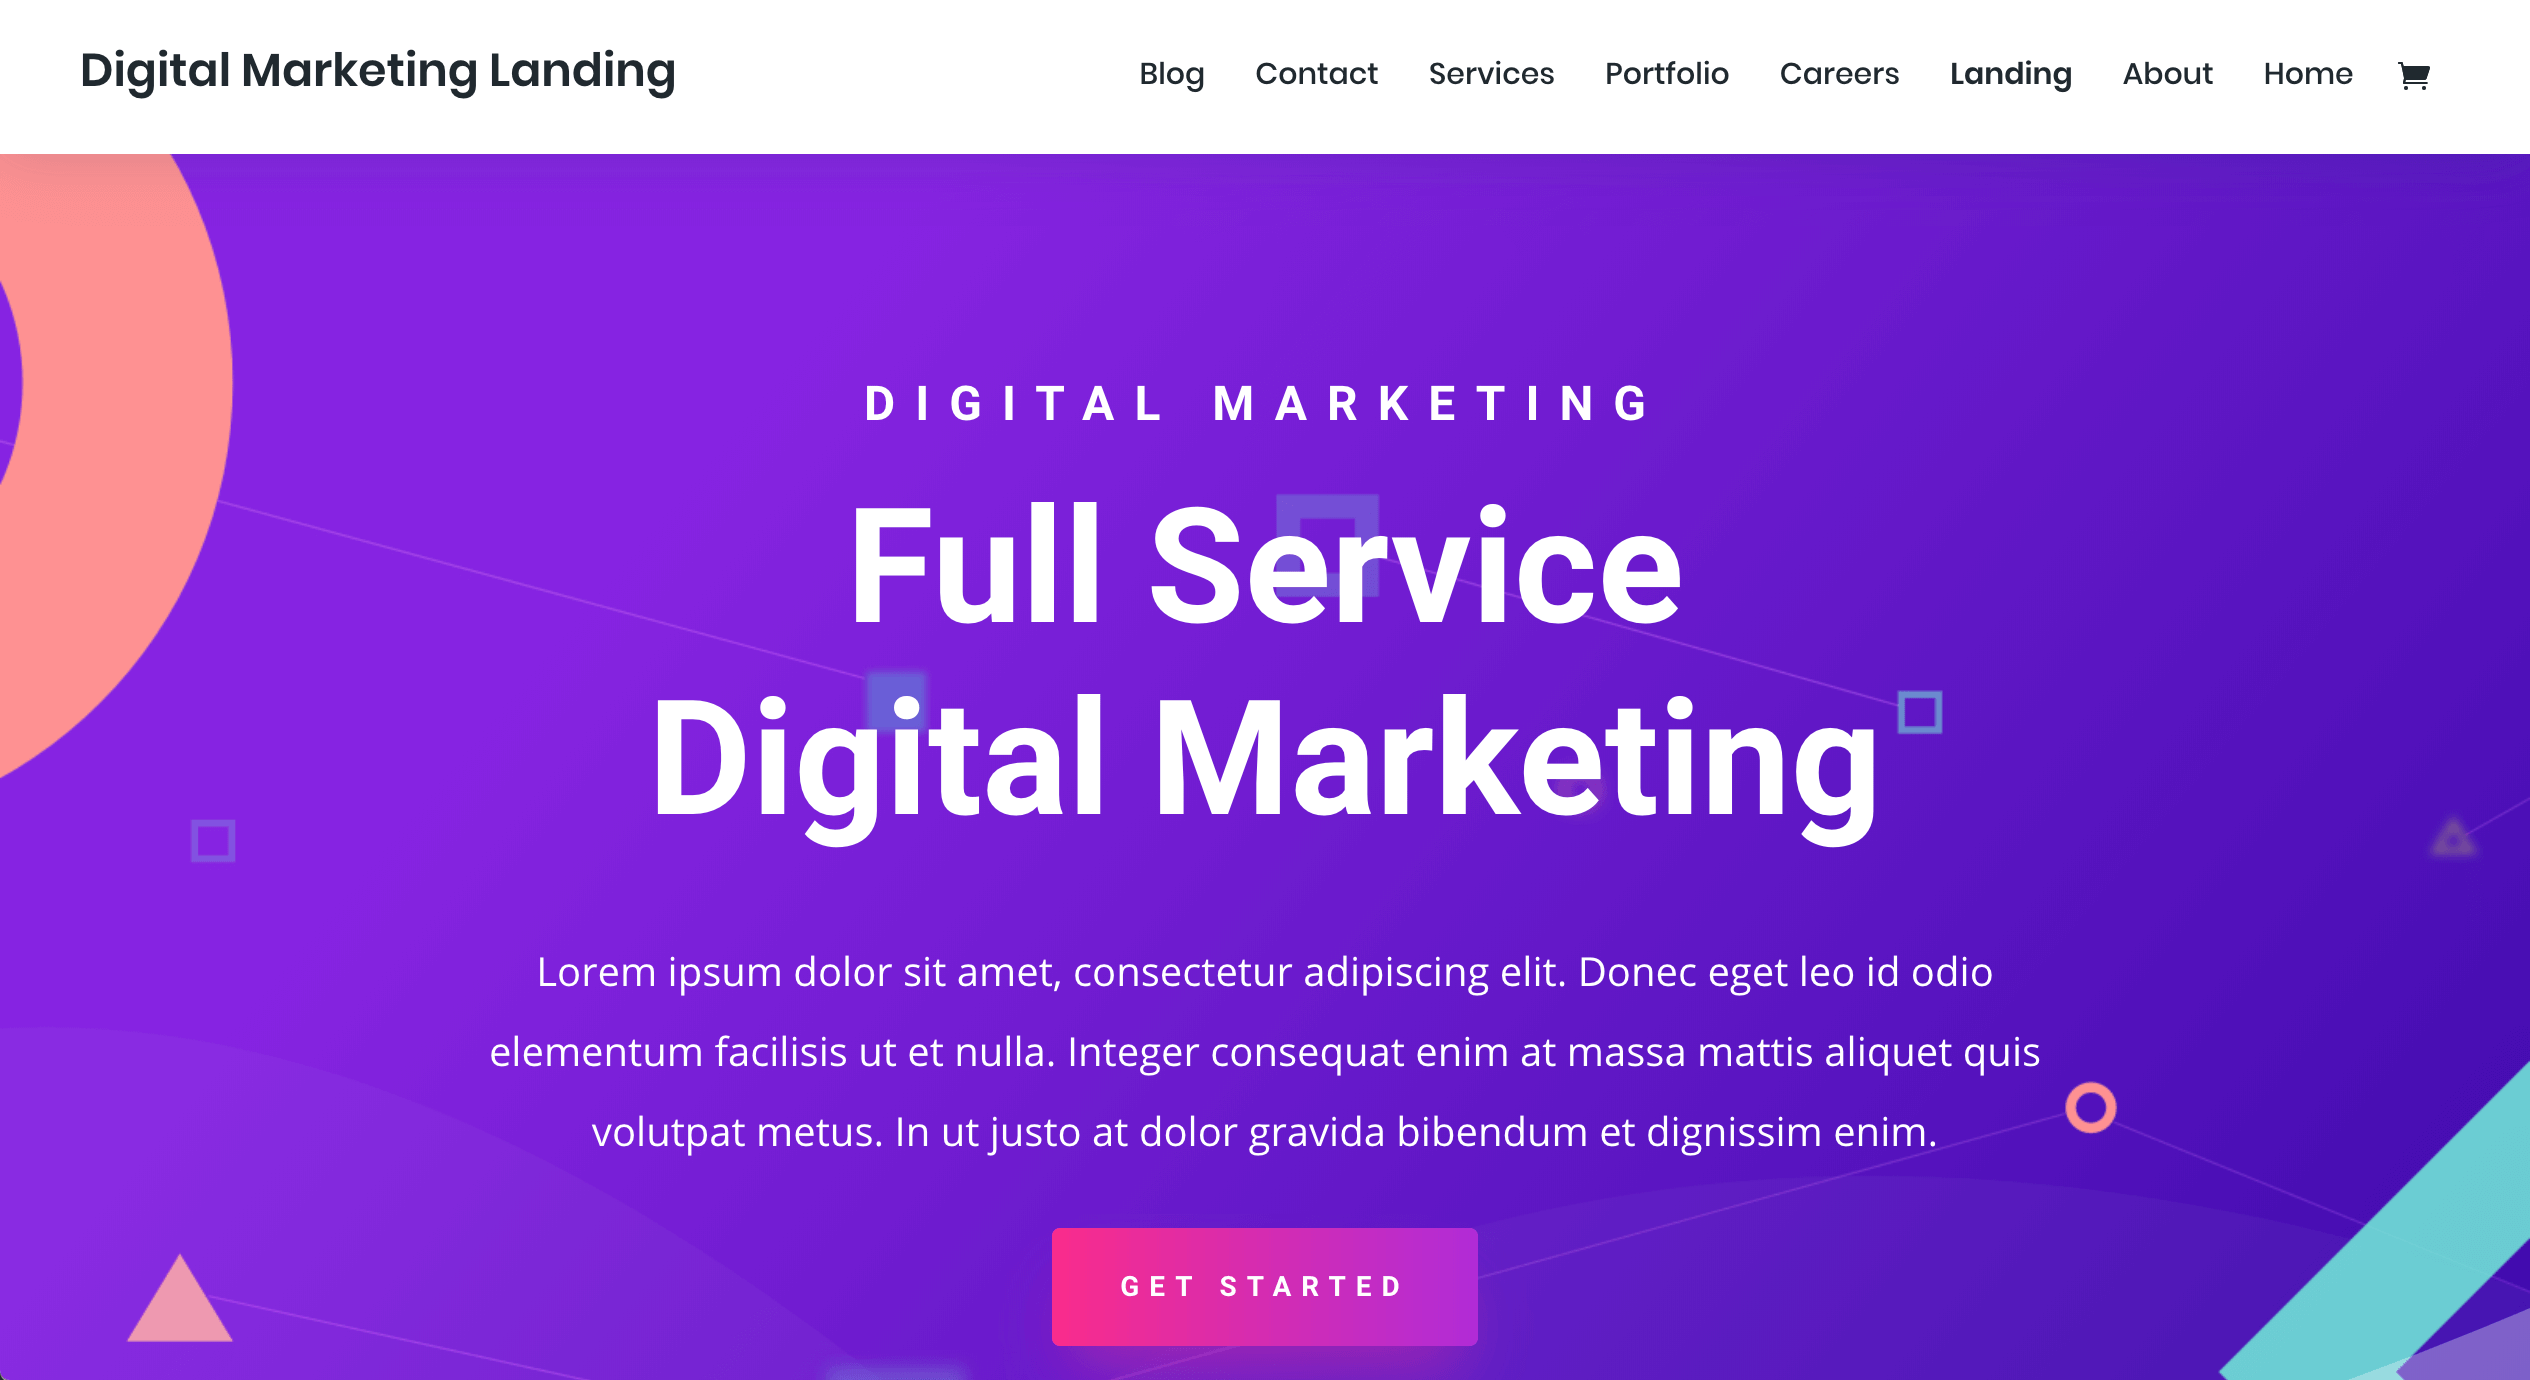 Digital Marketing Landing
Blog Contact Services Portfolio Careers Landing About Home
DIGITAL MARKETING
Full Service
Digital Marketing
Lorem ipsum dolor sit amet, consectetur adipiscing elit. Donec eget leo id odio
elementum facilisis ut et nulla. Integer consequat enim at massa mattis aliquet quis
volutpat metus. In ut justo at dolor gravida bibendum et dignissim enim.
GET STARTED